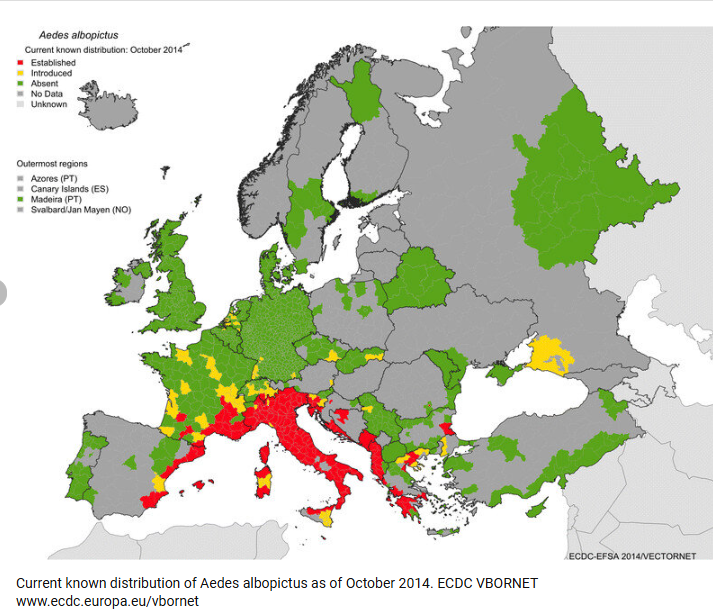 Aedes albopictus
Current known distribution: October 2014
Established
Introduced
Absent
No Data
Unknown
Outermost regions
Azores (PT)
Canary Islands (ES)
Madeira (PT)
Svalbard/Jan Mayen (NO)
ECDC-EFSA 2014/VECTORNET
Current known distribution of Aedes albopictus as of October 2014. ECDC VBORNET
www.ecdc.europa.eu/vbornet